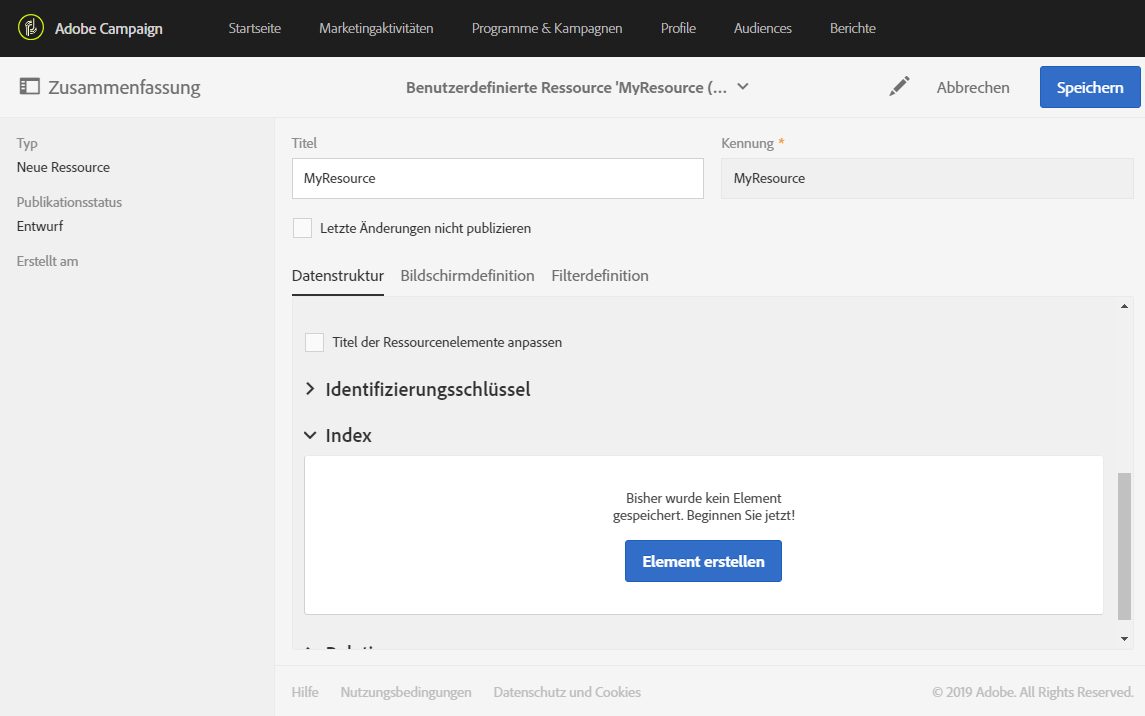 Adobe Campaign Startseite Marketingaktivitäten Programme & Kampagnen Profile Audiences Berichte
Zusammenfassung Benutzerdefinierte Ressource 'MyResource (... Abbrechen Speichern
Typ
Neue Ressource
Publikationsstatus
Entwurf
Erstellt am
Titel Kennung *
MyResource MyResource
Letzte Änderungen nicht publizieren
Datenstruktur Bildschirmdefinition Filterdefinition
Titel der Ressourcenelemente anpassen
Identifizierungsschlüssel
Index
Bisher wurde kein Element
gespeichert. Beginnen Sie jetzt!
Element erstellen
Hilfe Nutzungsbedingungen Datenschutz und Cookies © 2019 Adobe. All Rights Reserved.